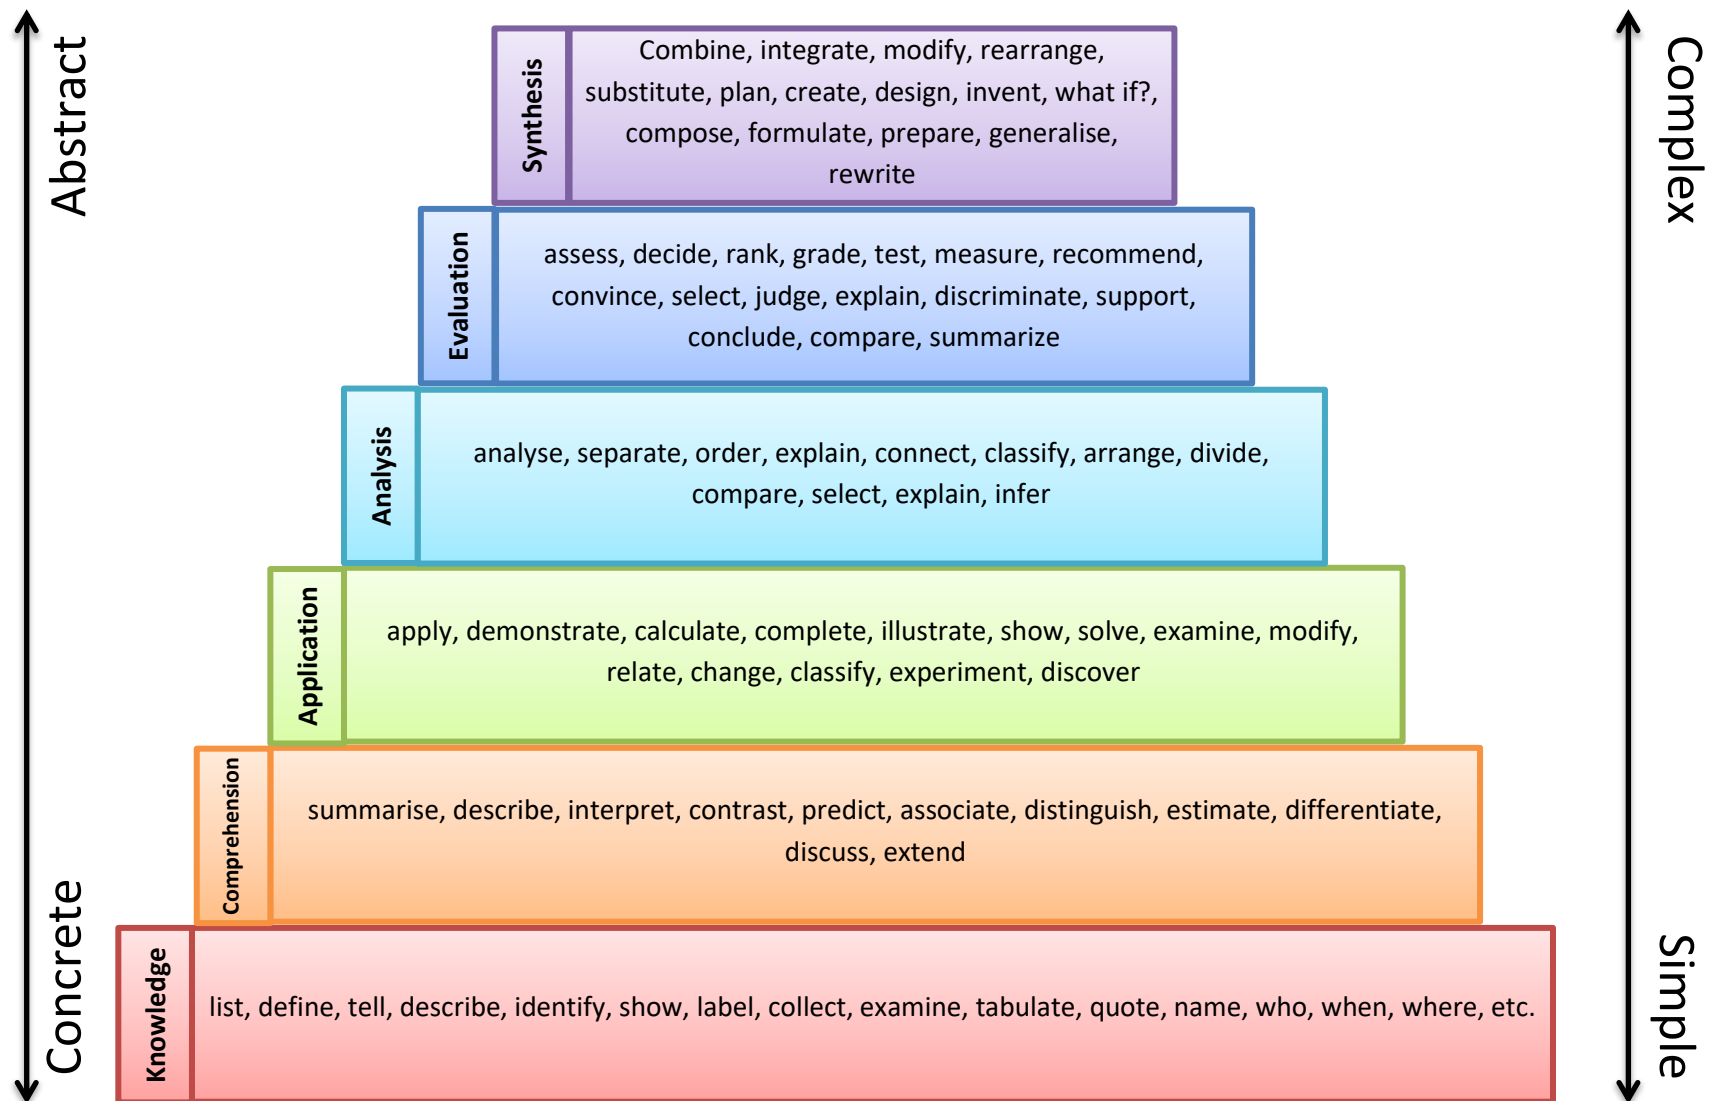 Abstract
Complex
Synthesis
Combine, integrate, modify, rearrange,
substitute, plan, create, design, invent, what if?,
compose, formulate, prepare, generalise,
rewrite
Evaluation
assess, decide, rank, grade, test, measure, recommend,
convince, select, judge, explain, discriminate, support,
conclude, compare, summarize
Analysis
analyse, separate, order, explain, connect, classify, arrange, divide,
compare, select, explain, infer
Application
apply, demonstrate, calculate, complete, illustrate, show, solve, examine, modify,
relate, change, classify, experiment, discover
Comprehension
summarise, describe, interpret, contrast, predict, associate, distinguish, estimate, differentiate,
discuss, extend
Concrete
Simple
Knowledge
list, define, tell, describe, identify, show, label, collect, examine, tabulate, quote, name, who, when, where, etc.